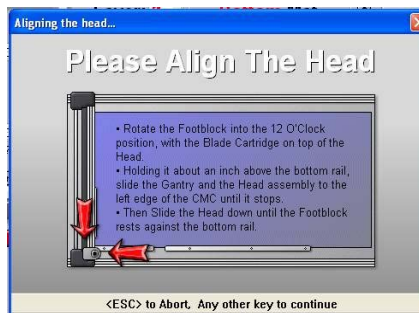 Aligning the head...
Please Align The Head
• Rotate the Footblock into the 12 O'Clock
position, with the Blade Cartridge on top of the
Head.
• Holding it about an inch above the bottom rail,
slide the Gantry and the Head assembly to the
left edge of the CMC until it stops.
• Then Slide the Head down until the Footblock
rests against the bottom rail.
<ESC> to Abort, Any other key to continue